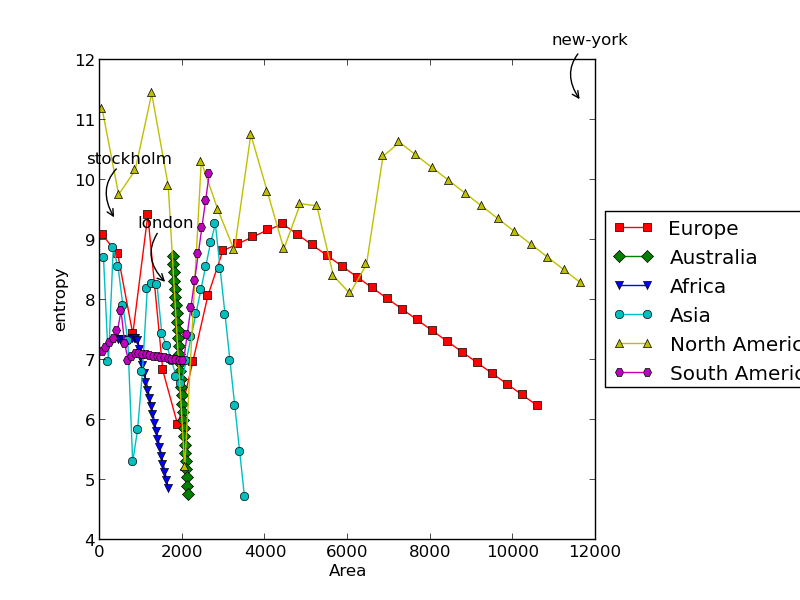 new-york
12
11
10
9
8
7
6
5
4
stockholm
london
entropy
0
2000
4000
6000
8000
10000
12000
Area
Europe
Australia
Africa
Asia
North Americ
South Americ